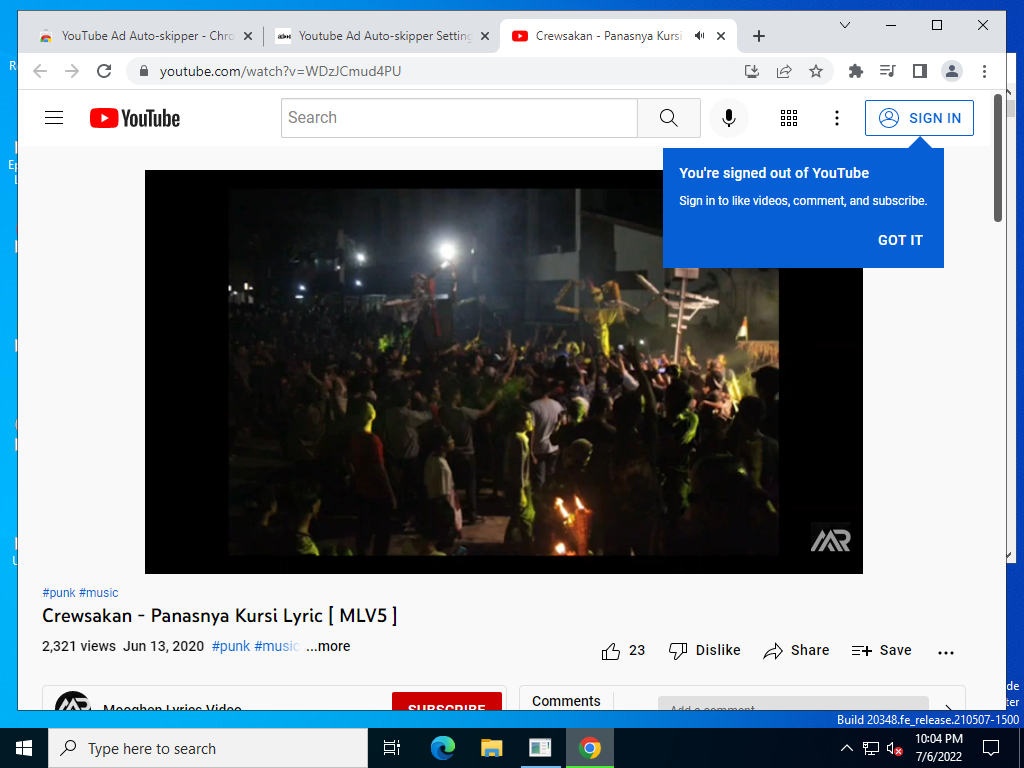 YouTube Ad Auto-skipper - Chro
Youtube Ad Auto-skipper Setting
Crewsakan - Panasnya Kursi
youtube.com/watch?v=WDzJCmud4PU
YouTube
Search
SIGN IN
You're signed out of YouTube
Sign in to like videos, comment, and subscribe.
GOT IT
#punk #music
Crewsakan - Panasnya Kursi Lyric [ MLV5 ]
2,321 views Jun 13, 2020 #punk #music ...more
23 Dislike Share Save
Mooghen Lyrics Video
SUBSCRIBE
Comments
Add a comment...
Build 20348.fe_release.210507-1500
Type here to search
10:04 PM
7/6/2022